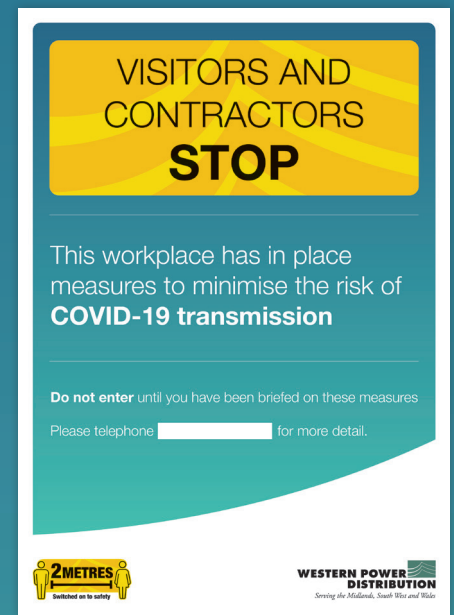 VISITORS AND
CONTRACTORS
STOP
This workplace has in place
measures to minimise the risk of
COVID-19 transmission
Do not enter until you have been briefed on these measures
Please telephone for more detail.
2METRES
Switched on to safety
WESTERN POWER
DISTRIBUTION
Serving the Midlands, South West and Wales